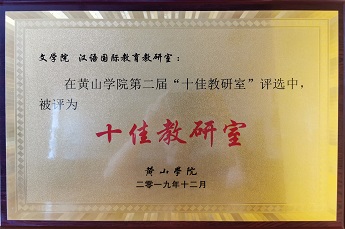 文学院 汉语国际教育教研室：
在黄山学院第二届“十佳教研室”评选中，
被评为
十佳教研室
黄山學院
二零一九年十二月